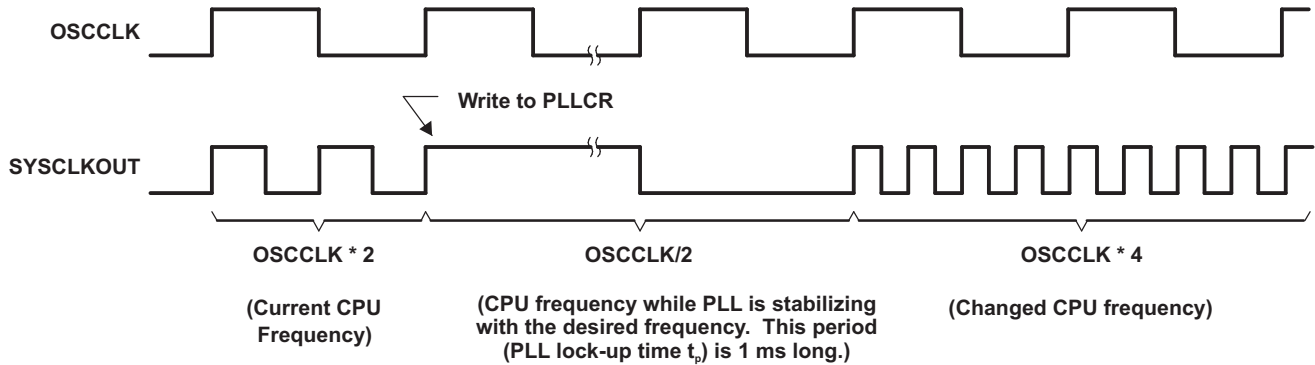 OSCCLK
Write to PLLCR
SYSCLKOUT
OSCCLK * 2
(Current CPU
Frequency)
OSCCLK/2
(CPU frequency while PLL is stabilizing
with the desired frequency. This period
(PLL lock-up time tp) is 1 ms long.)
OSCCLK * 4
(Changed CPU frequency)